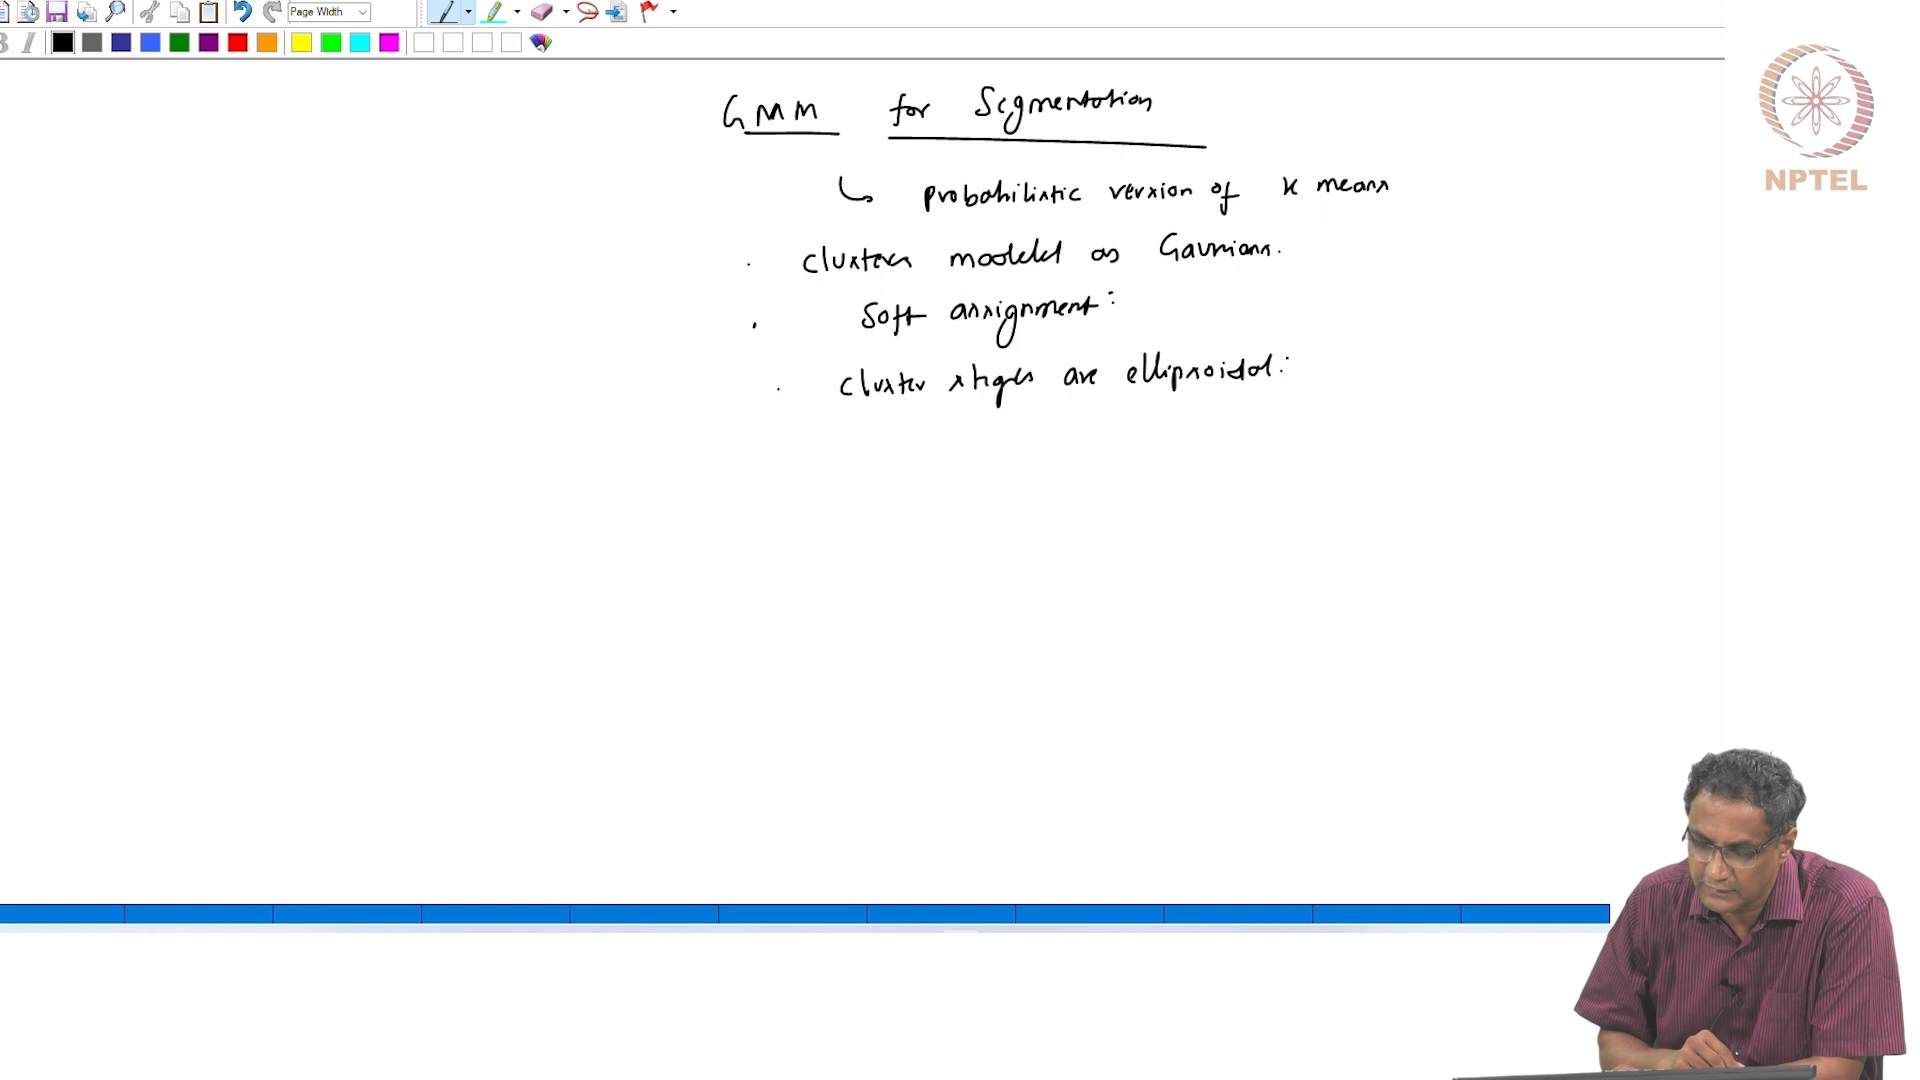 Page Width
NPTEL
GMM for Segmentation
probabilistic version of K means
. clusters modeled as Gaussians.
. Soft assignment:
. cluster shapes are ellipsoidal: